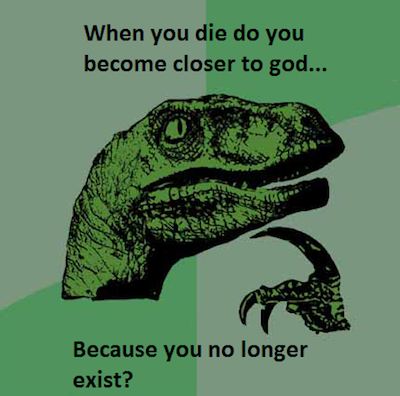 When you die do you
become closer to god...
Because you no longer
exist?